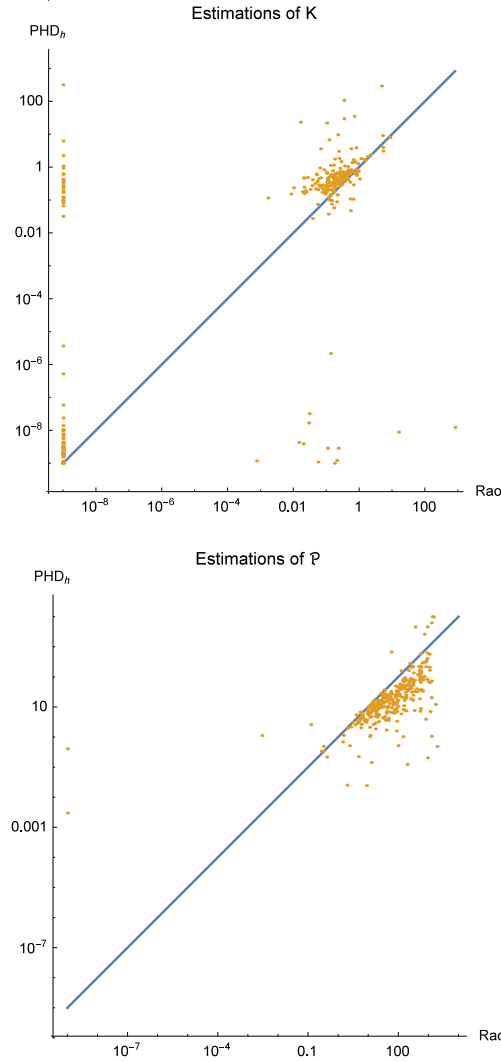 Estimations of K
PHDₕ
100
1
0.01
10⁻⁴
10⁻⁶
10⁻⁸
10⁻⁸ 10⁻⁶ 10⁻⁴ 0.01 1 100
Rao
Estimations of 𝒫
PHDₕ
10
0.001
10⁻⁷
10⁻⁷ 10⁻⁴ 0.1 100
Rao